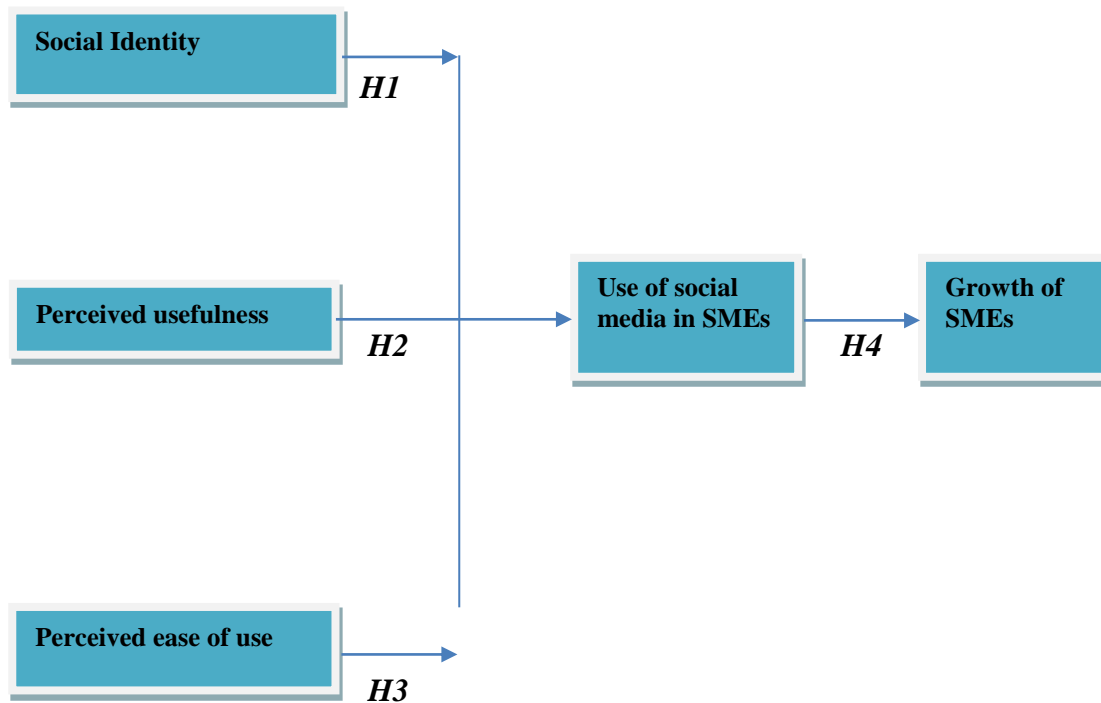 Social Identity
H1
Perceived usefulness
H2
Use of social
media in SMEs
H4
Growth of
SMEs
Perceived ease of use
H3